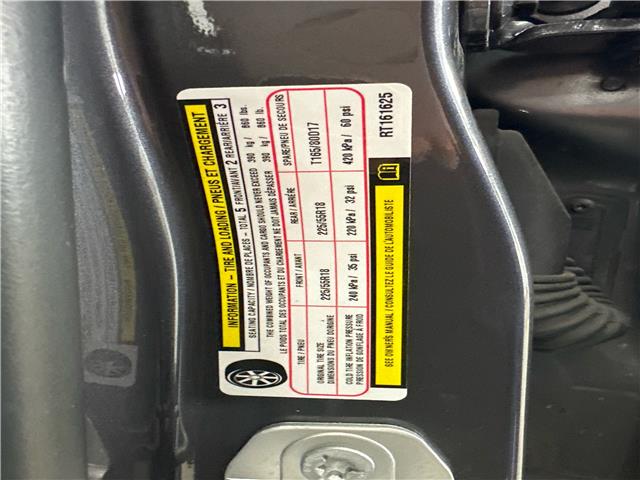 INFORMATION – TIRE AND LOADING / PNEUS ET CHARGEMENT
SEATING CAPACITY / NOMBRE DE PLACES – TOTAL 5 FRONT/AVANT 2 REAR/ARRIÈRE 3
THE COMBINED WEIGHT OF OCCUPANTS AND CARGO SHOULD NEVER EXCEED 390 kg / 860 lbs.
LE POIDS TOTAL DES OCCUPANTS ET DU CHARGEMENT NE DOIT JAMAIS DÉPASSER 390 kg / 860 lb.
TIRE / PNEU FRONT / AVANT REAR / ARRIÈRE SPARE/PNEU DE SECOURS
ORIGINAL TIRE SIZE 225/55R18 225/55R18 T165/80D17
DIMENSIONS DU PNEU D'ORIGINE
COLD TIRE INFLATION PRESSURE 240 kPa / 35 psi 220 kPa / 32 psi 420 kPa / 60 psi
PRESSION DE GONFLAGE À FROID
SEE OWNERS MANUAL / CONSULTEZ LE GUIDE DE L'AUTOMOBILISTE
RT161625